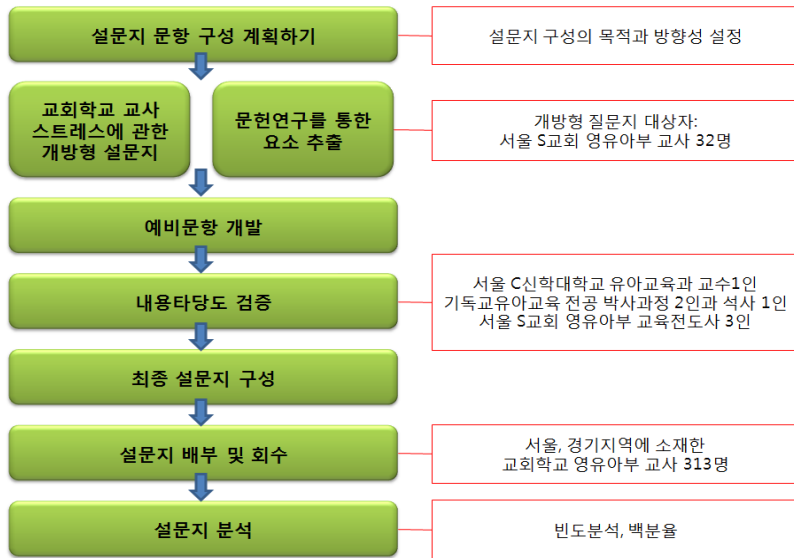 설문지 문항 구성 계획하기
설문지 구성의 목적과 방향성 설정
교회학교 교사
스트레스에 관한
개방형 설문지
문헌연구를 통한
요소 추출
개방형 질문지 대상자:
서울 S교회 영유아부 교사 32명
예비문항 개발
내용타당도 검증
서울 C신학대학교 유아교육과 교수1인
기독교유아교육 전공 박사과정 2인과 석사 1인
서울 S교회 영유아부 교육전도사 3인
최종 설문지 구성
설문지 배부 및 회수
서울, 경기지역에 소재한
교회학교 영유아부 교사 313명
설문지 분석
빈도분석, 백분율